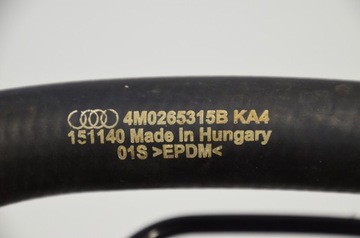 4M0265315B KA4
151140 Made In Hungary
01S >EPDM<